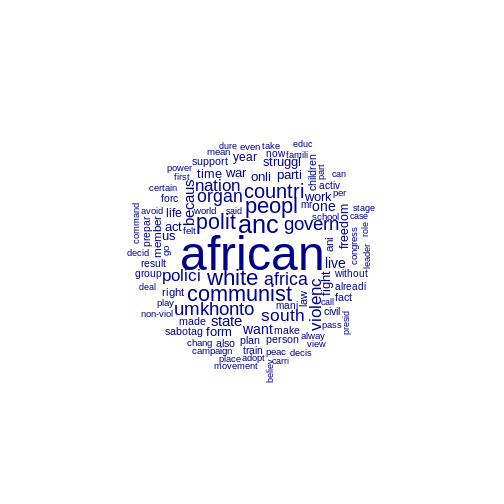 dure even take educ
mean now famili
power support year struggl part can
first time war onli parti children activ per
certain nation countri work
forc becaus organ peopl mr one stage
avoid life world said school case
command prepar member act us felt polit anc govern freedom role
decid go african ani congress leader
result live
group polici white africa fight without
deal right communist law alreadi
play umkhonto manj call fact
non-viol made state south violenc civil presid
sabotag form want make pass
chang also plan person alway
campaign train peac decis view
place adopt carri
movement believ